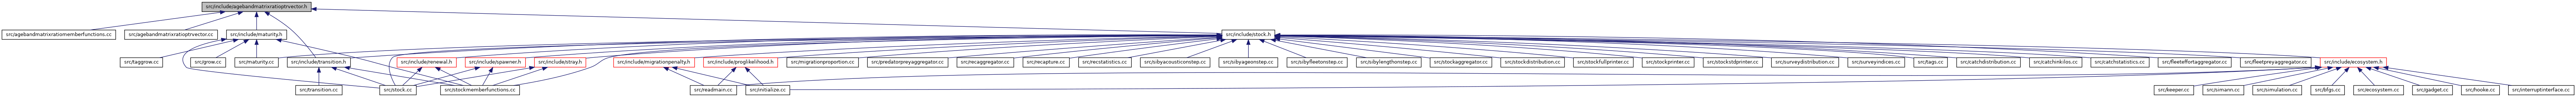 src/include/agebandmatrixratioptrvector.h
src/agebandmatrixratiomemberfunctions.cc
src/agebandmatrixratioptrvector.cc
src/include/maturity.h
src/include/stock.h
src/taggrow.cc
src/grow.cc
src/maturity.cc
src/include/transition.h
src/include/renewal.h
src/include/spawner.h
src/include/stray.h
src/include/migrationpenalty.h
src/include/proglikelihood.h
src/migrationproportion.cc
src/predatorpreyaggregator.cc
src/recaggregator.cc
src/recapture.cc
src/recstatistics.cc
src/sibyacousticonstep.cc
src/sibyageonstep.cc
src/sibyfleetonstep.cc
src/sibylengthonstep.cc
src/stockaggregator.cc
src/stockdistribution.cc
src/stockfullprinter.cc
src/stockprinter.cc
src/stockstdprinter.cc
src/surveydistribution.cc
src/surveyindices.cc
src/tags.cc
src/catchdistribution.cc
src/catchinkilos.cc
src/catchstatistics.cc
src/fleeteffortaggregator.cc
src/fleetpreyaggregator.cc
src/include/ecosystem.h
src/transition.cc
src/stock.cc
src/stockmemberfunctions.cc
src/readmain.cc
src/initialize.cc
src/keeper.cc
src/simann.cc
src/simulation.cc
src/bfgs.cc
src/ecosystem.cc
src/gadget.cc
src/hooke.cc
src/interruptinterface.cc